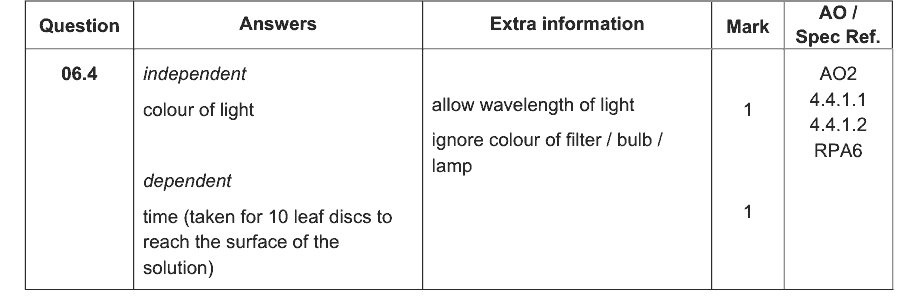 Question Answers Extra information Mark AO /
Spec Ref.
06.4 independent AO2
colour of light allow wavelength of light 1 4.4.1.1
4.4.1.2
ignore colour of filter / bulb / RPA6
lamp
dependent
time (taken for 10 leaf discs to 1
reach the surface of the
solution)